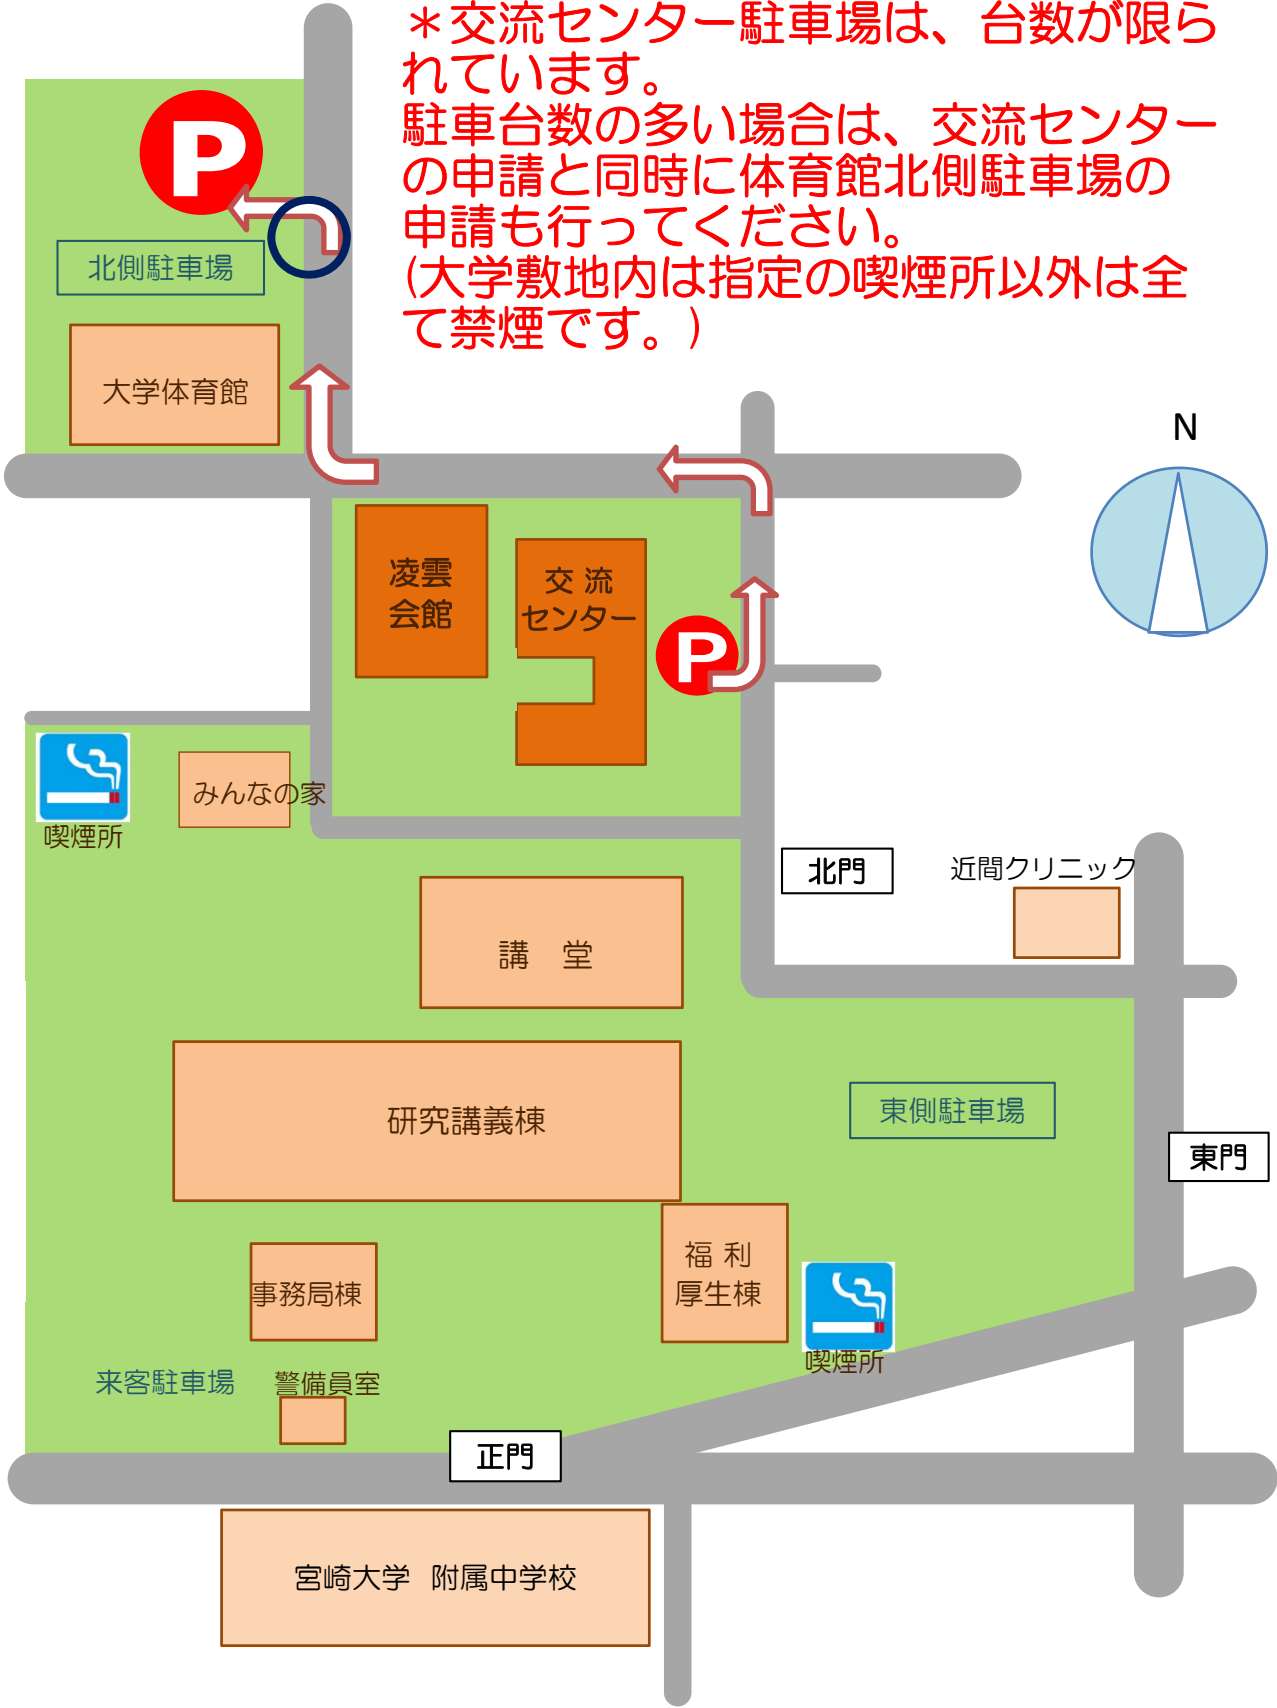 ＊交流センター駐車場は、台数が限ら
れています。
駐車台数の多い場合は、交流センター
の申請と同時に体育館北側駐車場の
申請も行ってください。
(大学敷地内は指定の喫煙所以外は全
て禁煙です。)
P
北側駐車場
大学体育館
N
凌雲
会館
交 流
センター
P
みんなの家
喫煙所
北門
近間クリニック
講　堂
研究講義棟
東側駐車場
東門
福 利
厚生棟
事務局棟
喫煙所
来客駐車場
警備員室
正門
宮崎大学 附属中学校